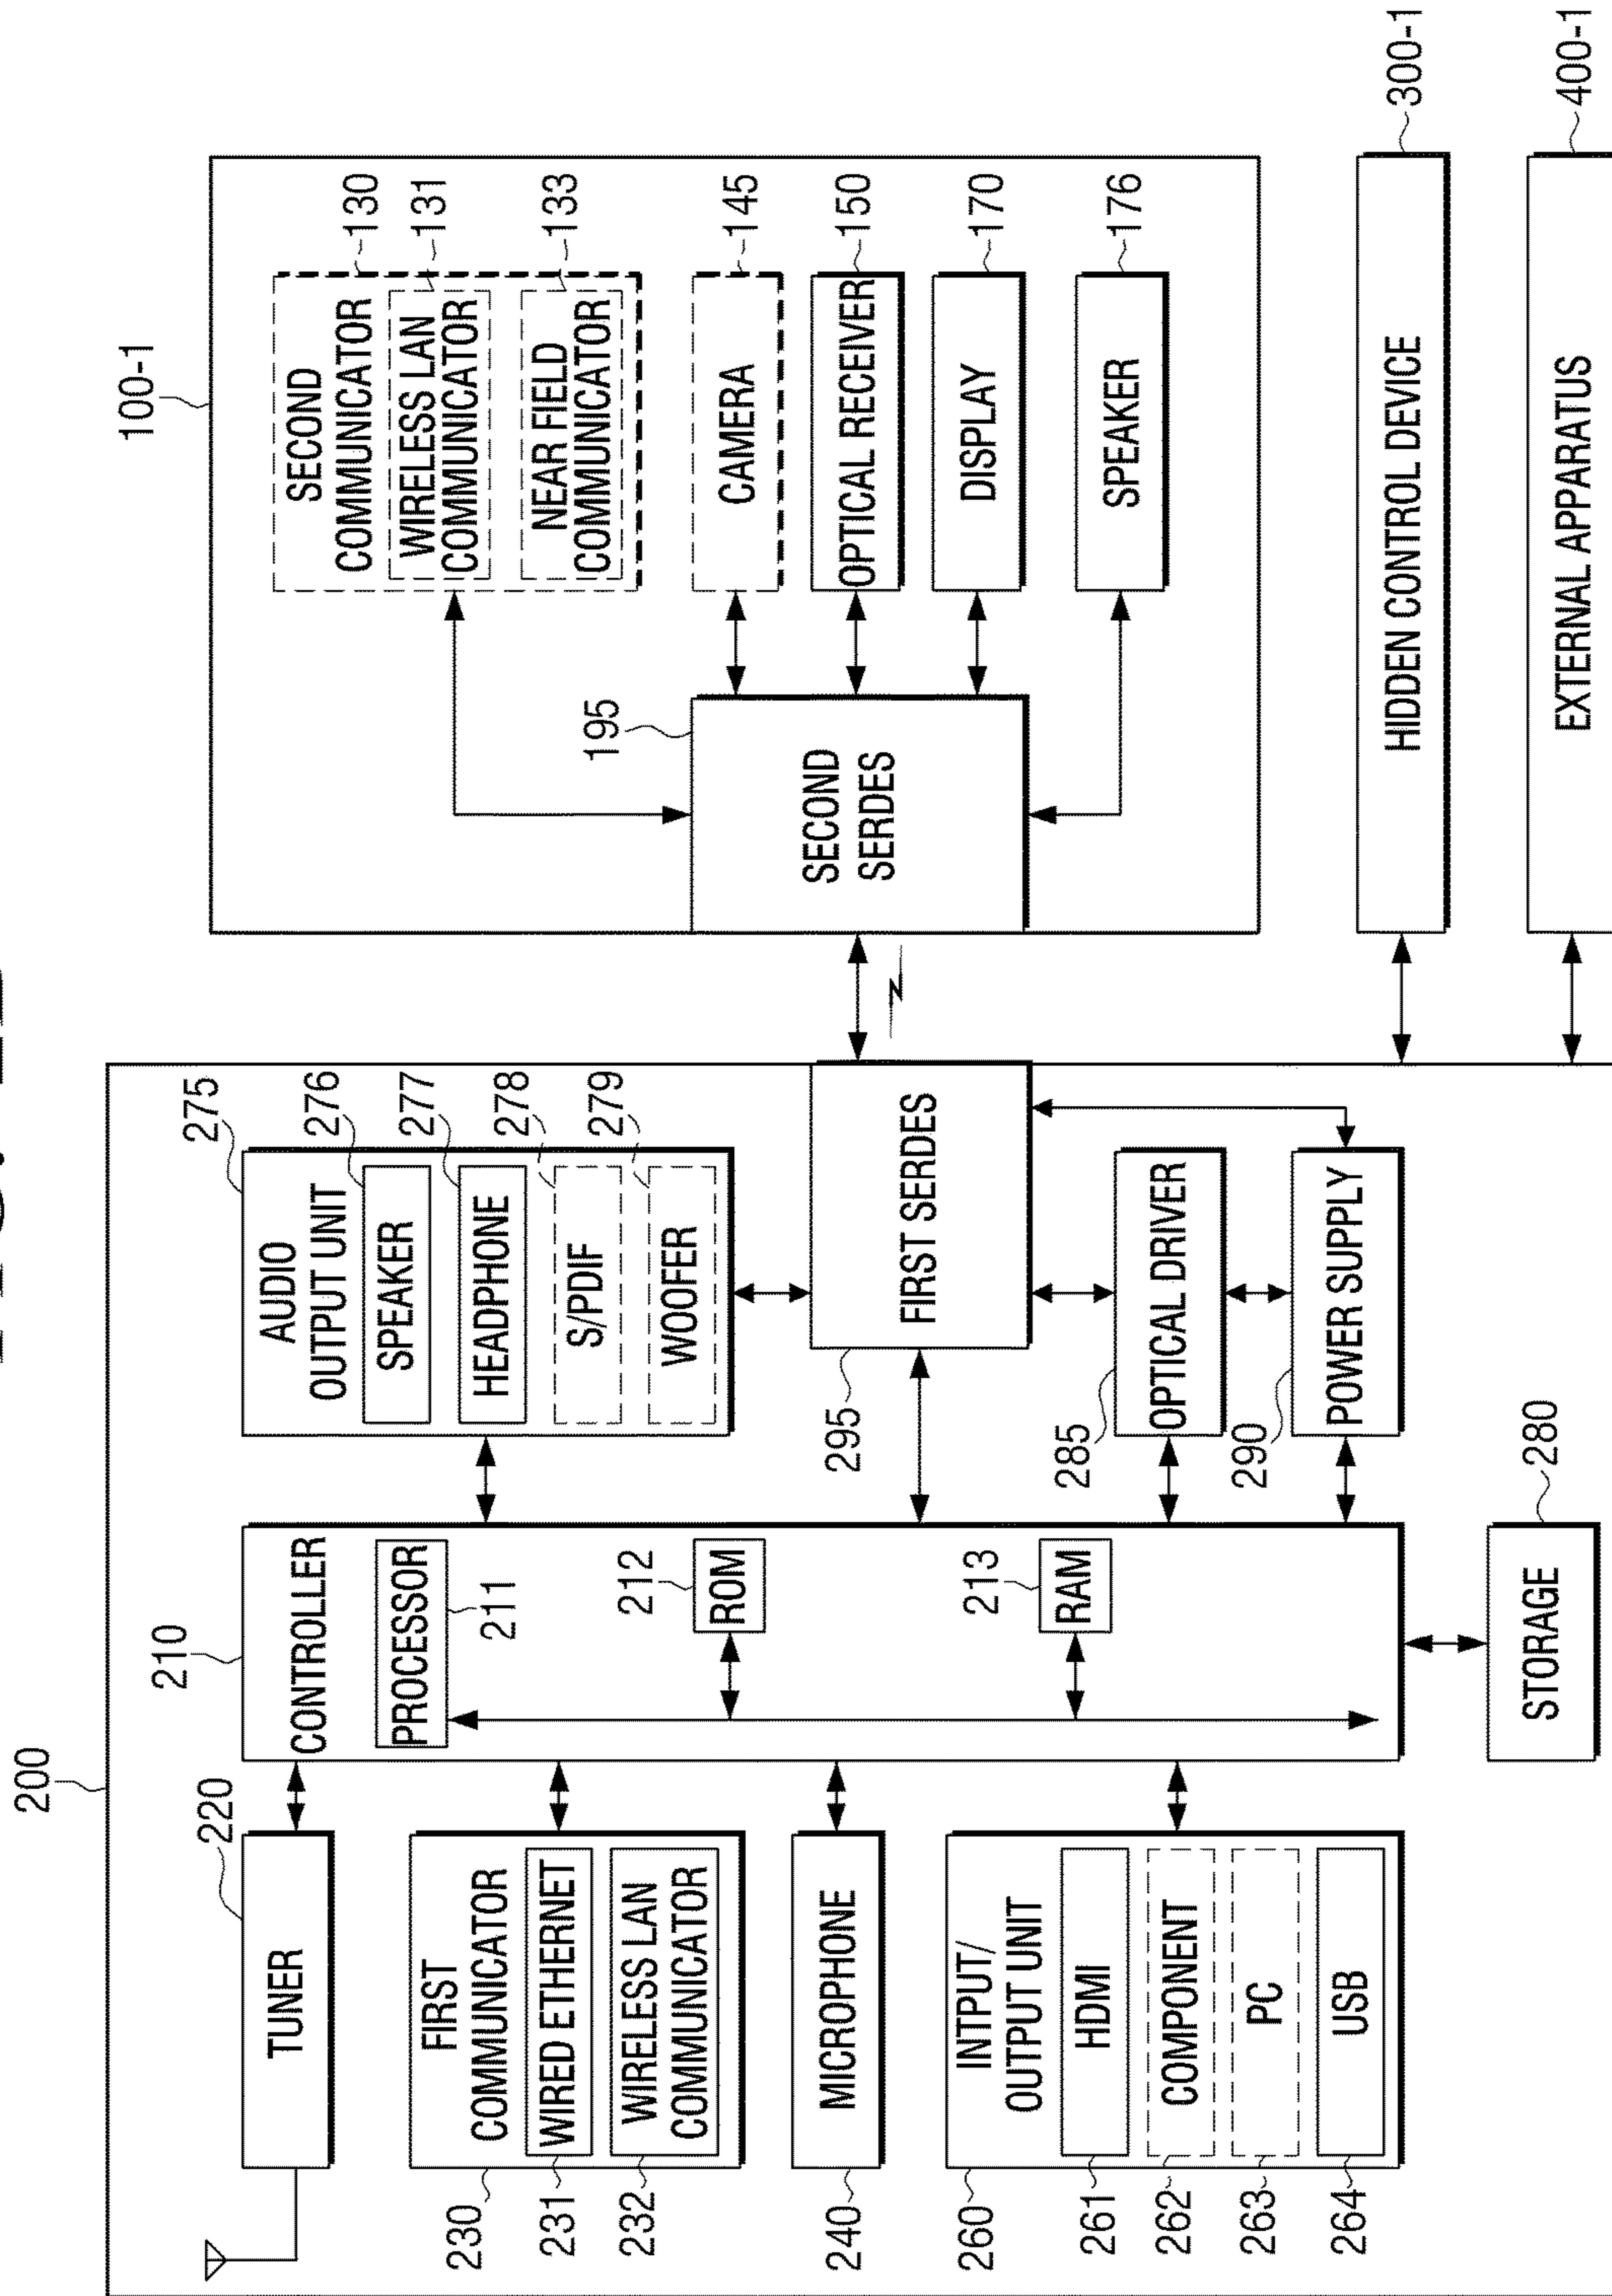 200
220
TUNER
FIRST
COMMUNICATOR
WIRED ETHERNET
WIRELESS LAN
COMMUNICATOR
230
231
232
MICROPHONE
240
INTPUT/
OUTPUT UNIT
HDMI
COMPONENT
PC
USB
260
261
262
263
264
210
CONTROLLER
PROCESSOR
211
212
ROM
213
RAM
STORAGE
280
275
AUDIO
OUTPUT UNIT
SPEAKER
276
HEADPHONE
277
S/PDIF
278
WOOFER
279
FIRST SERDES
295
OPTICAL DRIVER
285
POWER SUPPLY
290
100-1
SECOND
SERDES
195
SECOND
COMMUNICATOR
130
WIRELESS LAN
COMMUNICATOR
131
NEAR FIELD
COMMUNICATOR
133
CAMERA
145
OPTICAL RECEIVER
150
DISPLAY
170
SPEAKER
176
HIDDEN CONTROL DEVICE
300-1
EXTERNAL APPARATUS
400-1